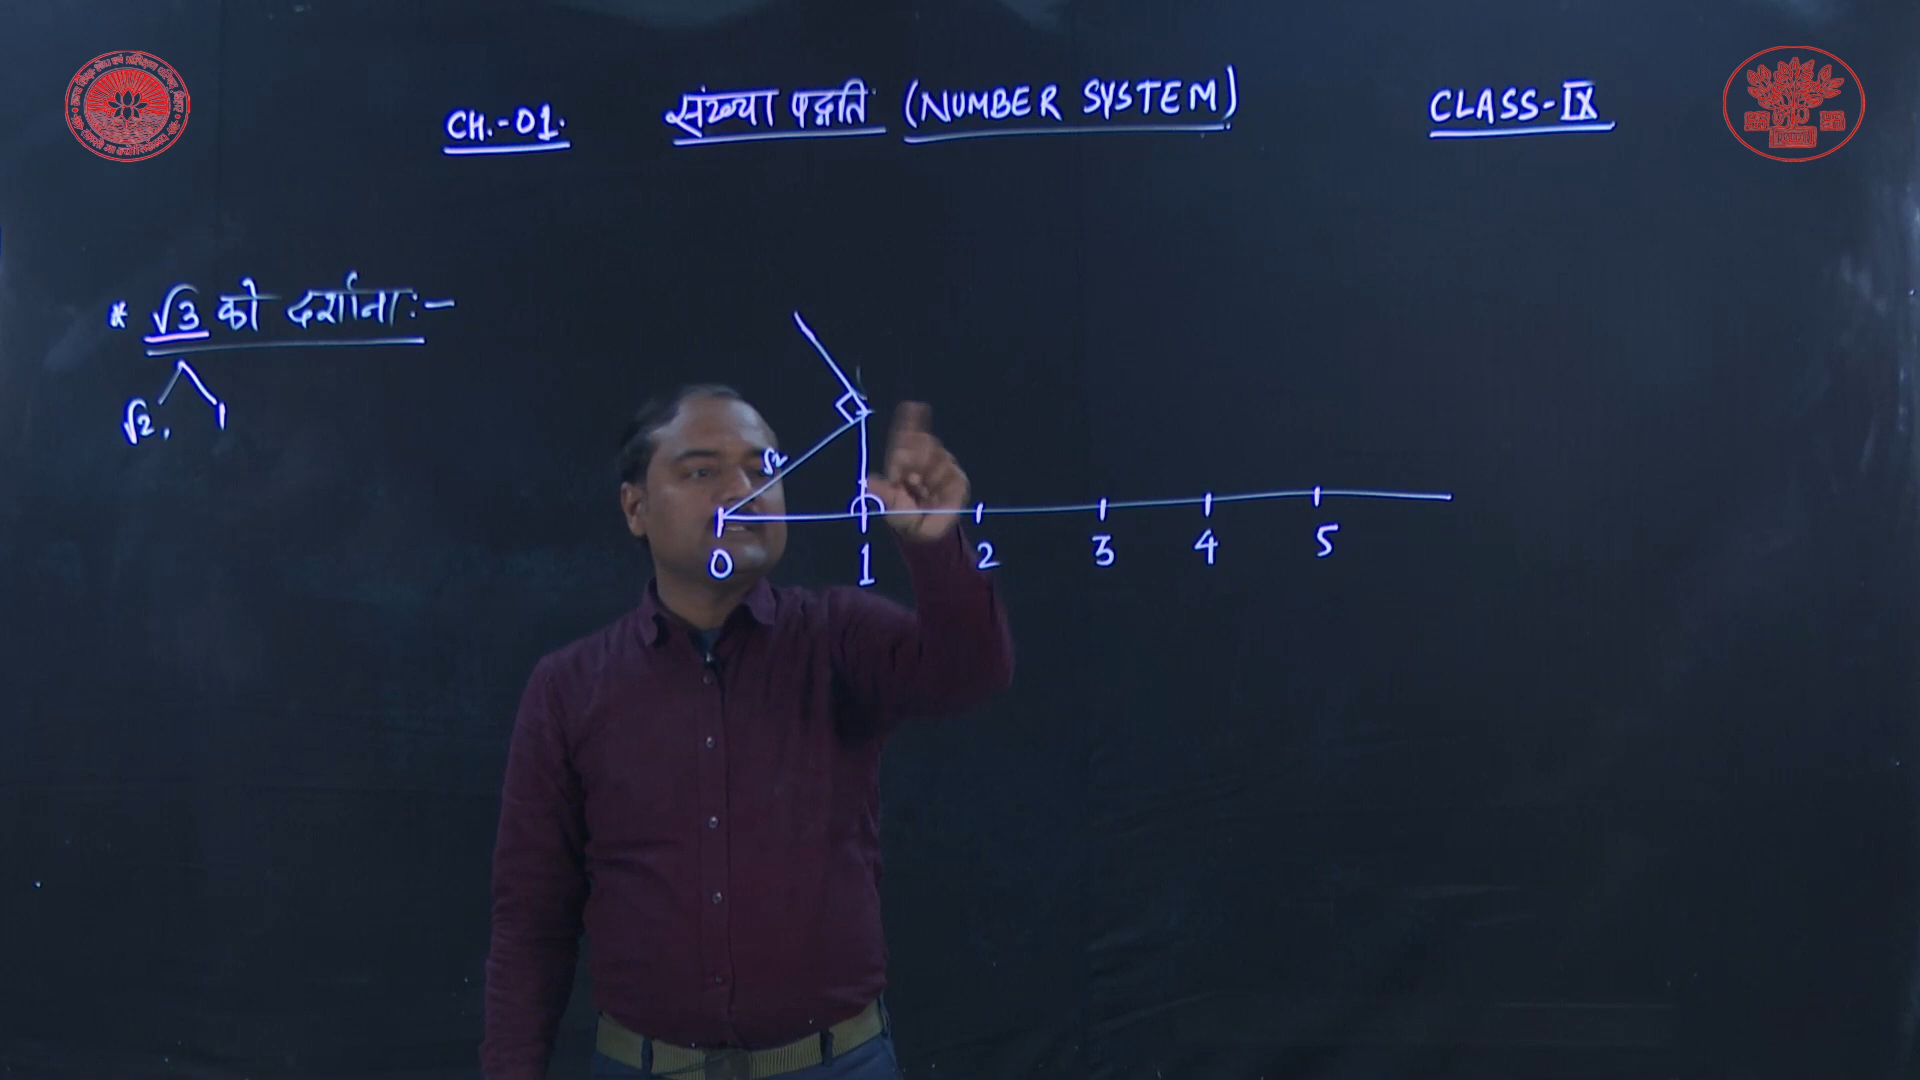 CH.-01.
संख्या पद्धति (NUMBER SYSTEM)
CLASS-IX
* √3 को दर्शाना:-
√2, 1
√2
0 1 2 3 4 5